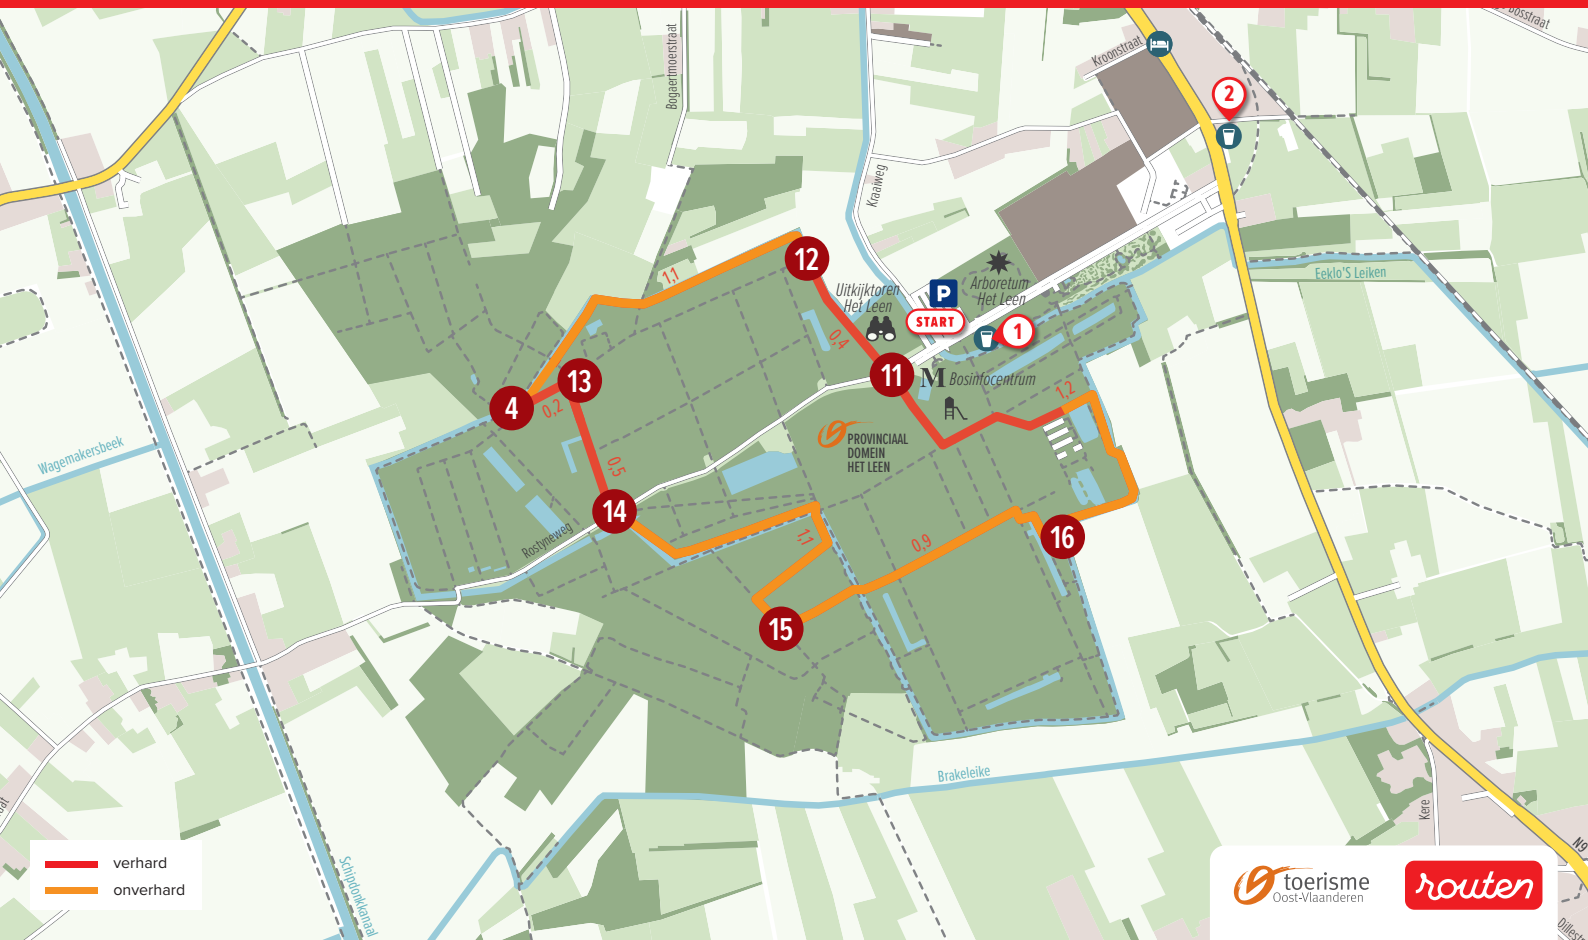 Bosstraat
Bogaertmoerstraat
Kroonstraat
2
Kraaiweg
12
1,1
Uitkijktoren
Het Leen
P
START
Arboretum
Het Leen
Eeklo'S Leiken
1
0,4
11
M Bosinfocentrum
13
4
0,2
1,2
PROVINCIAAL
DOMEIN
HET LEEN
Wagemakersbeek
0,5
14
Rostyneweg
1,1
0,9
16
15
Brakeleike
Kere
N9
Schipdonkkanaal
verhard
onverhard
toerisme
Oost-Vlaanderen
routen